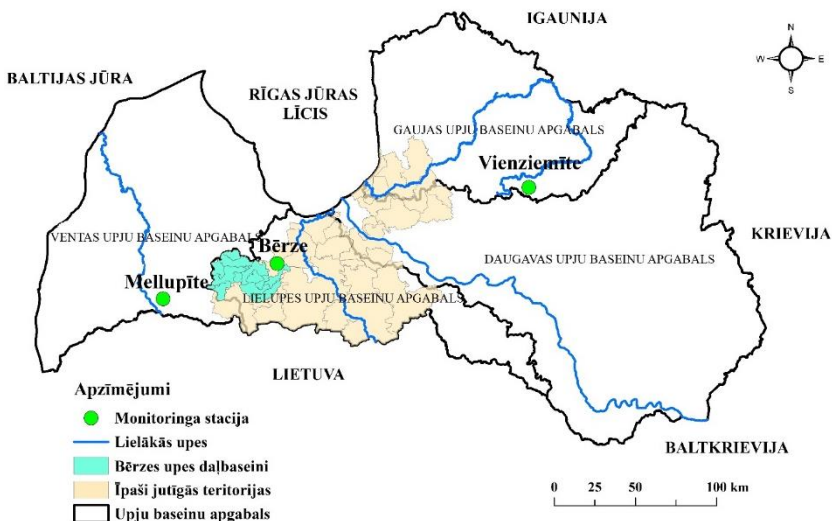 IGAUNIJA
N
W
E
S
BALTIJAS JŪRA
RĪGAS JŪRAS
LĪCIS
GAUJAS UPJU BASEINU APGABALS
Vienziemīte
KRIEVIJA
VENTAS UPJU BASEINU APGABALS
Bērze
DAUGAVAS UPJU BASEINU APGABALS
Mellupīte
LIELUPES UPJU BASEINU APGABALS
LIETUVA
BALTKRIEVIJA
Apzīmējumi
Monitoringa stacija
Lielākās upes
Bērzes upes daļbaseini
Īpaši jutīgās teritorijas
Upju baseinu apgabals
0 25 50 100 km